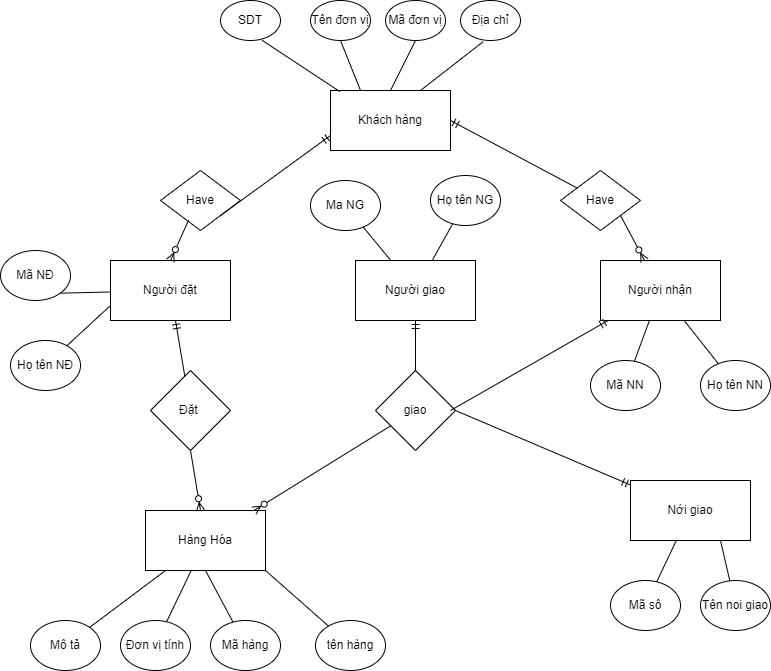 SDT
Tên đơn vị
Mã đơn vị
Địa chỉ
Khách hàng
Have
Have
Ma NG
Họ tên NG
Mã NĐ
Người đặt
Người giao
Người nhận
Họ tên NĐ
Mã NN
Họ tên NN
Đặt
giao
Nới giao
Hàng Hóa
Mã sô
Tên noi giao
Mô tả
Đơn vị tính
Mã hàng
tên hàng